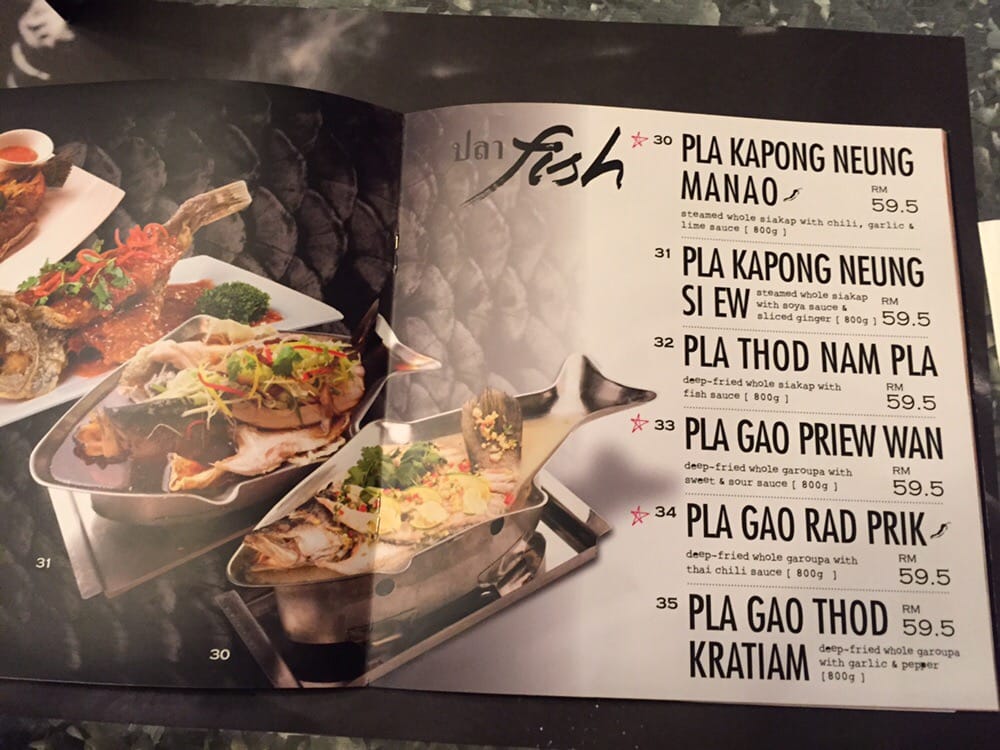 ปลา fish
30 PLA KAPONG NEUNG
MANAO RM 59.5
steamed whole siakap with chili, garlic &
lime sauce [ 800g ]
31 PLA KAPONG NEUNG
SI EW steamed whole siakap
with soya sauce &
sliced ginger [ 800g ] RM 59.5
32 PLA THOD NAM PLA
deep-fried whole siakap with
fish sauce [ 800g ] RM 59.5
33 PLA GAO PRIEW WAN
deep-fried whole garoupa with
sweet & sour sauce [ 800g ] RM 59.5
34 PLA GAO RAD PRIK
deep-fried whole garoupa with
thai chili sauce [ 800g ] RM 59.5
35 PLA GAO THOD RM 59.5
KRATIAM deep-fried whole garoupa
with garlic & pepper
[800g ]
31
30